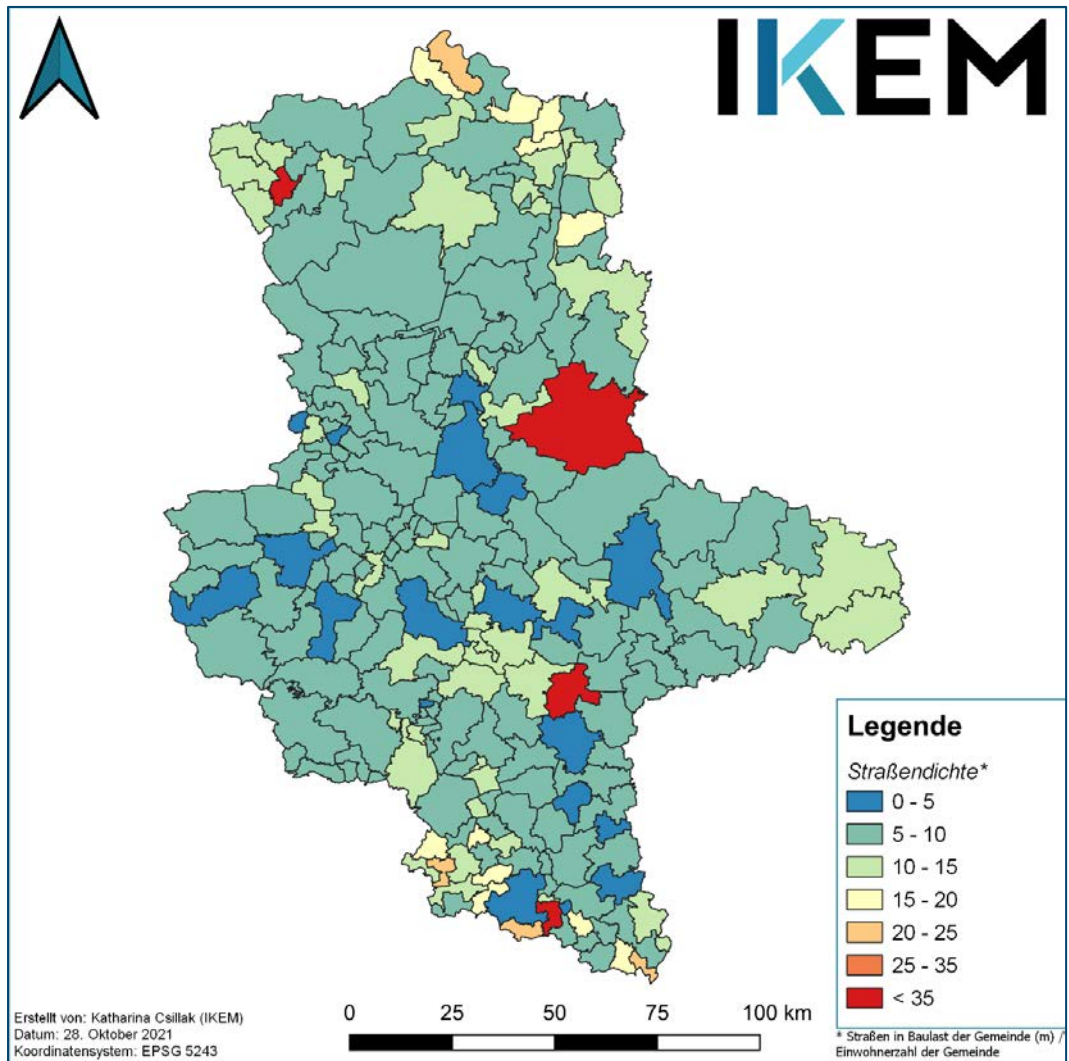 IKEM
Legende
Straßendichte*
0 - 5
5 - 10
10 - 15
15 - 20
20 - 25
25 - 35
< 35
0 25 50 75 100 km
Erstellt von: Katharina Csillak (IKEM)
Datum: 28. Oktober 2021
Koordinatensystem: EPSG 5243
* Straßen in Baulast der Gemeinde (m) /
Einwohnerzahl der Gemeinde